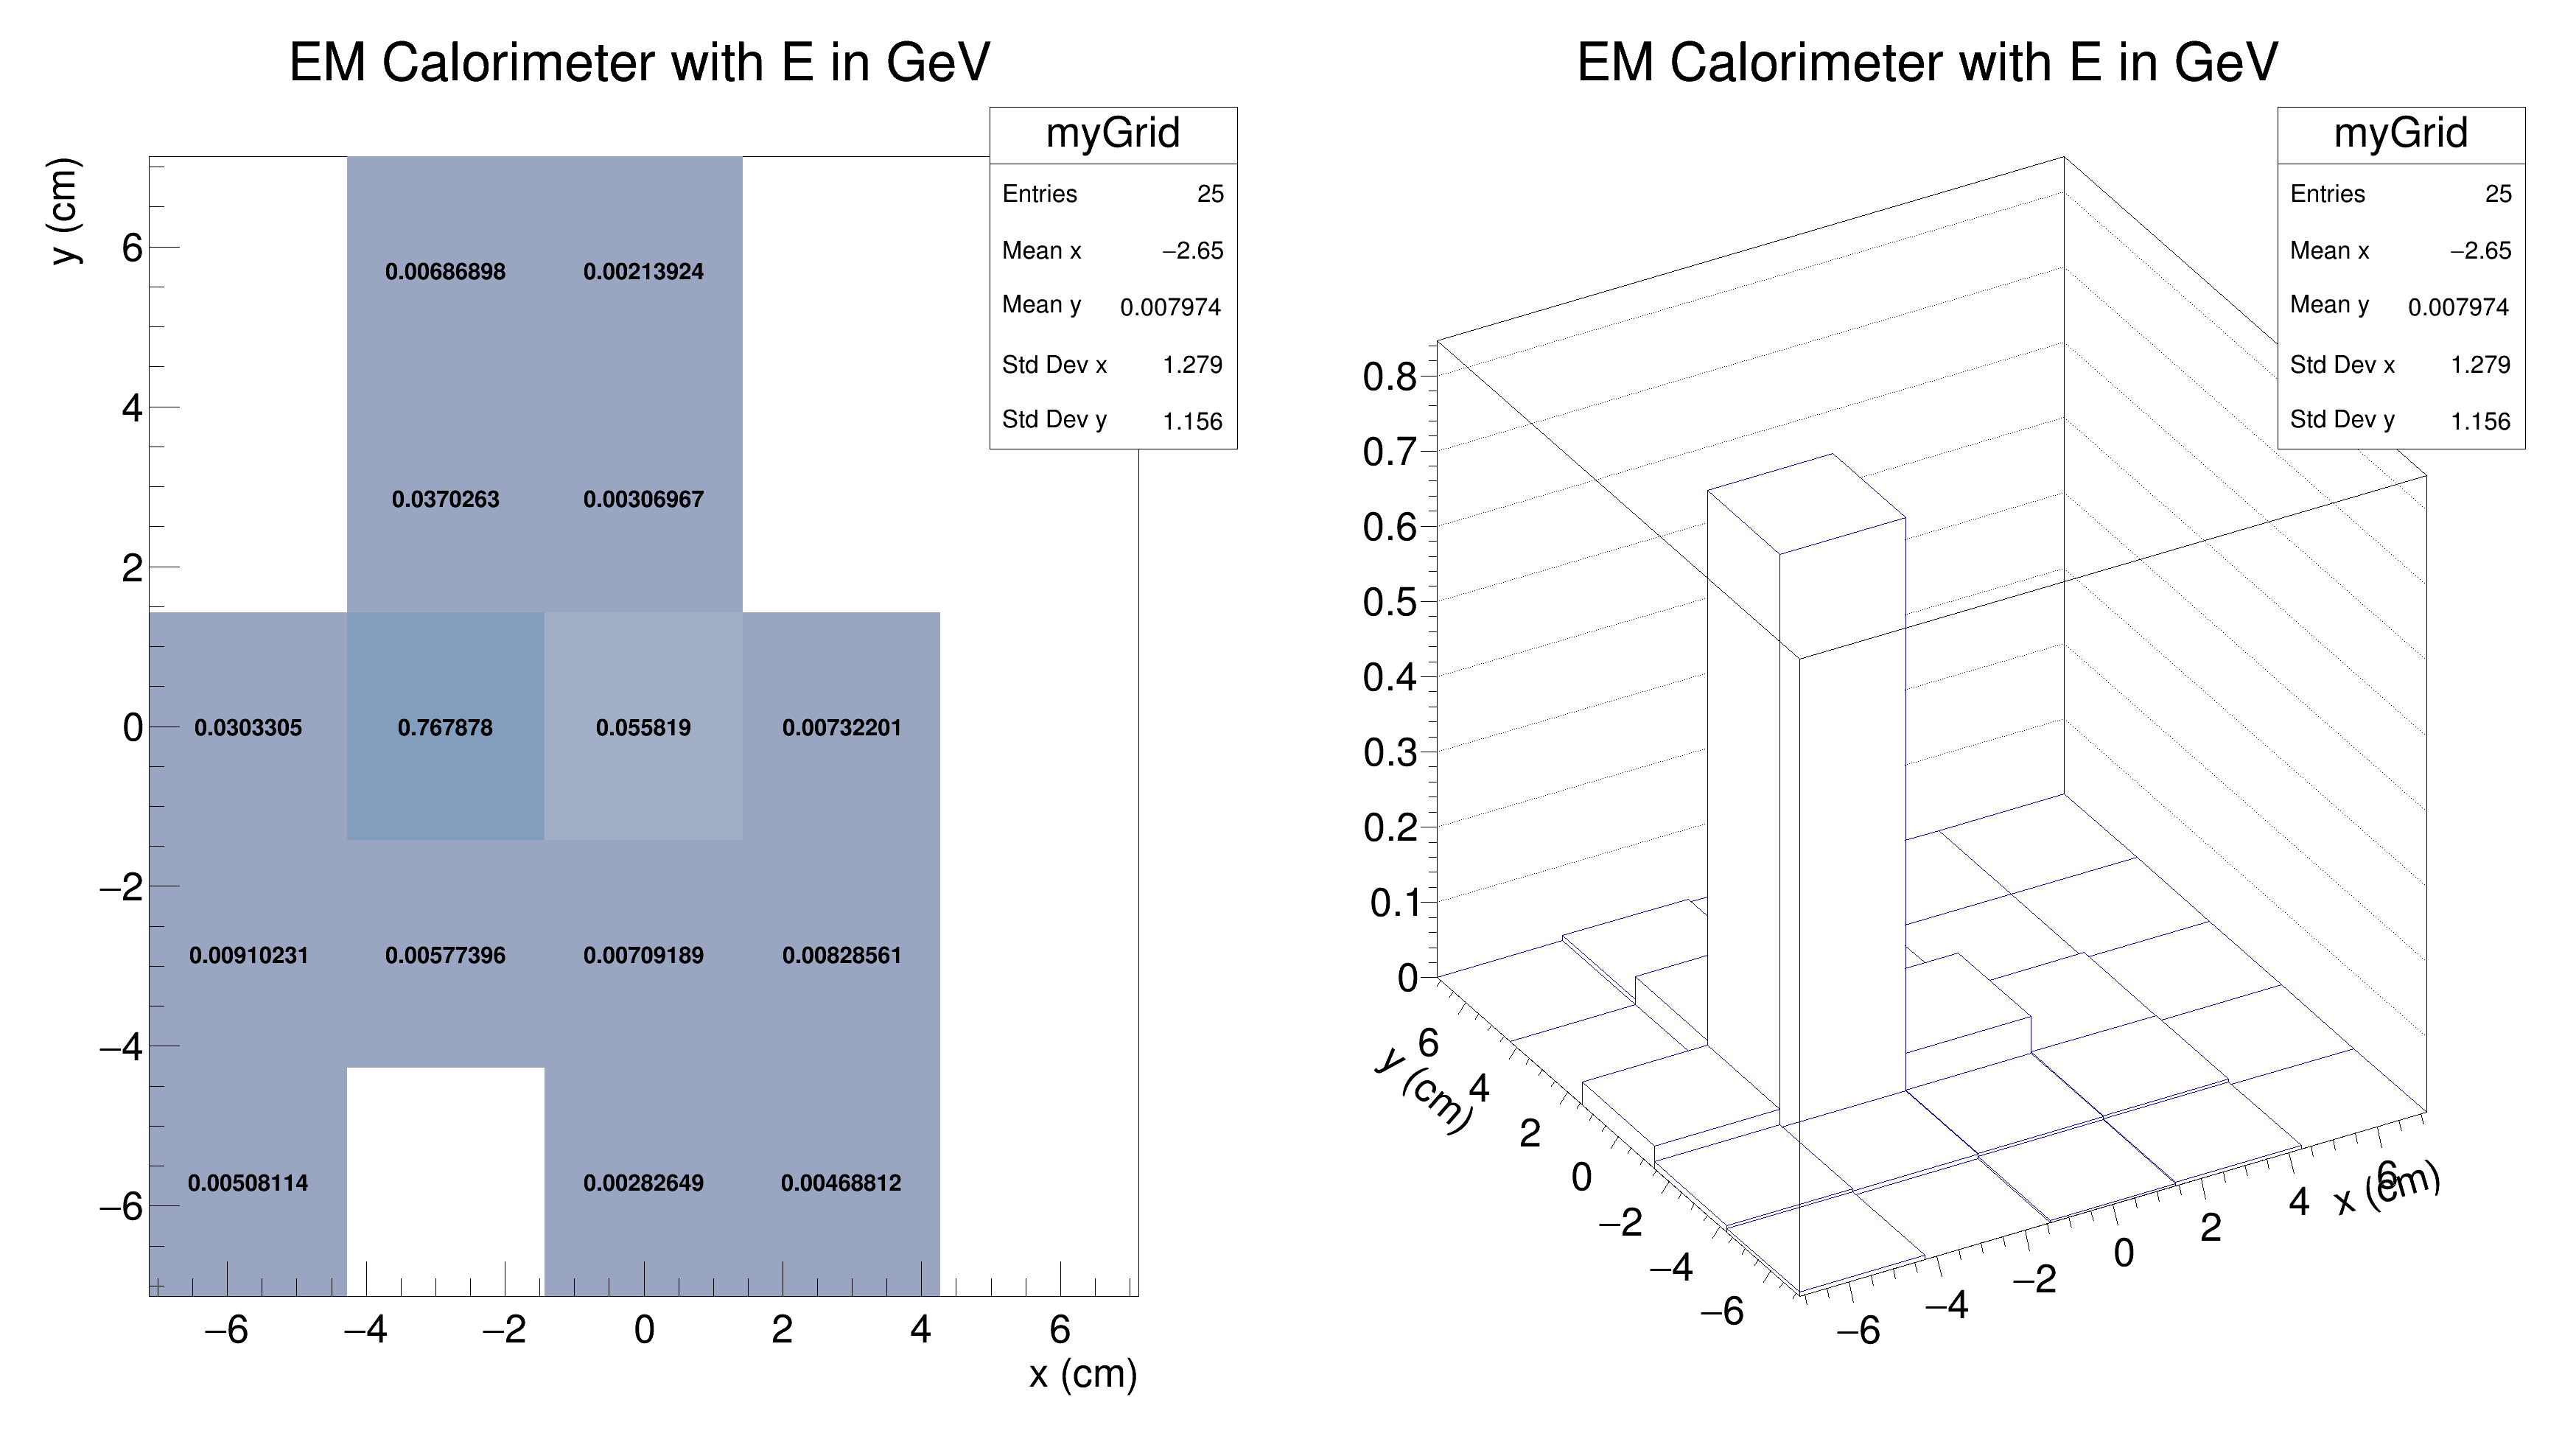 EM Calorimeter with E in GeV
myGrid
Entries 25
Mean x −2.65
Mean y 0.007974
Std Dev x 1.279
Std Dev y 1.156
y (cm)
6
4
2
0
−2
−4
−6
0.00686898 0.00213924
0.0370263 0.00306967
0.0303305 0.767878 0.055819 0.00732201
0.00910231 0.00577396 0.00709189 0.00828561
0.00508114 0.00282649 0.00468812
−6 −4 −2 0 2 4 6
x (cm)
EM Calorimeter with E in GeV
myGrid
Entries 25
Mean x −2.65
Mean y 0.007974
Std Dev x 1.279
Std Dev y 1.156
0.8
0.7
0.6
0.5
0.4
0.3
0.2
0.1
0
y (cm)
6
4
2
0
−2
−4
−6
−6
−4
−2
0
2
4
6
x (cm)